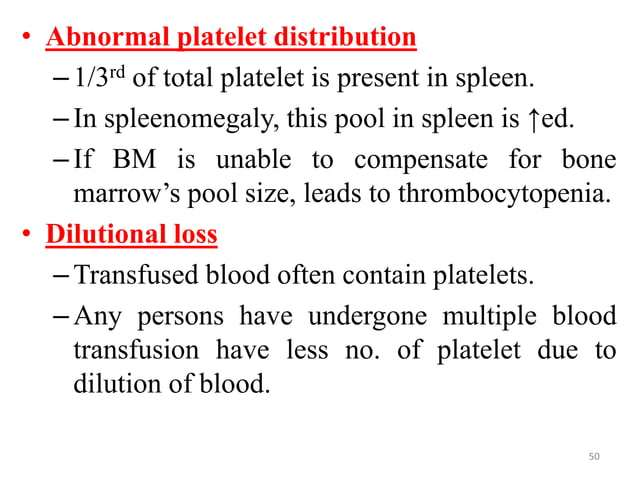 • Abnormal platelet distribution
– 1/3rd of total platelet is present in spleen.
– In spleenomegaly, this pool in spleen is ↑ed.
– If BM is unable to compensate for bone
marrow’s pool size, leads to thrombocytopenia.
• Dilutional loss
– Transfused blood often contain platelets.
– Any persons have undergone multiple blood
transfusion have less no. of platelet due to
dilution of blood.
50